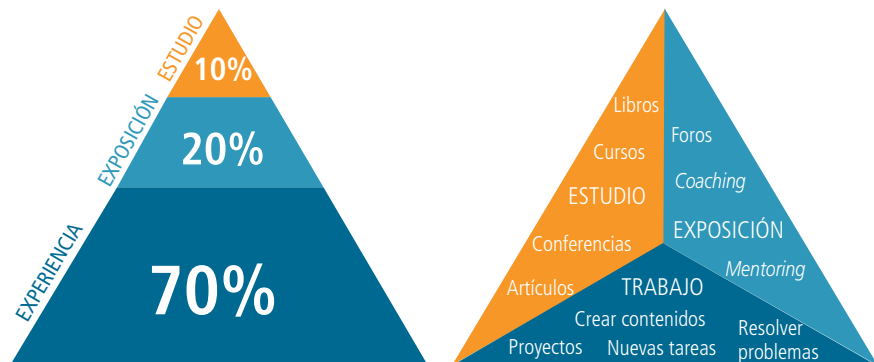 ESTUDIO
10%
EXPOSICIÓN
20%
EXPERIENCIA
70%
Libros
Cursos
ESTUDIO
Conferencias
Artículos
Foros
Coaching
EXPOSICIÓN
Mentoring
TRABAJO
Crear contenidos
Proyectos
Nuevas tareas
Resolver
problemas